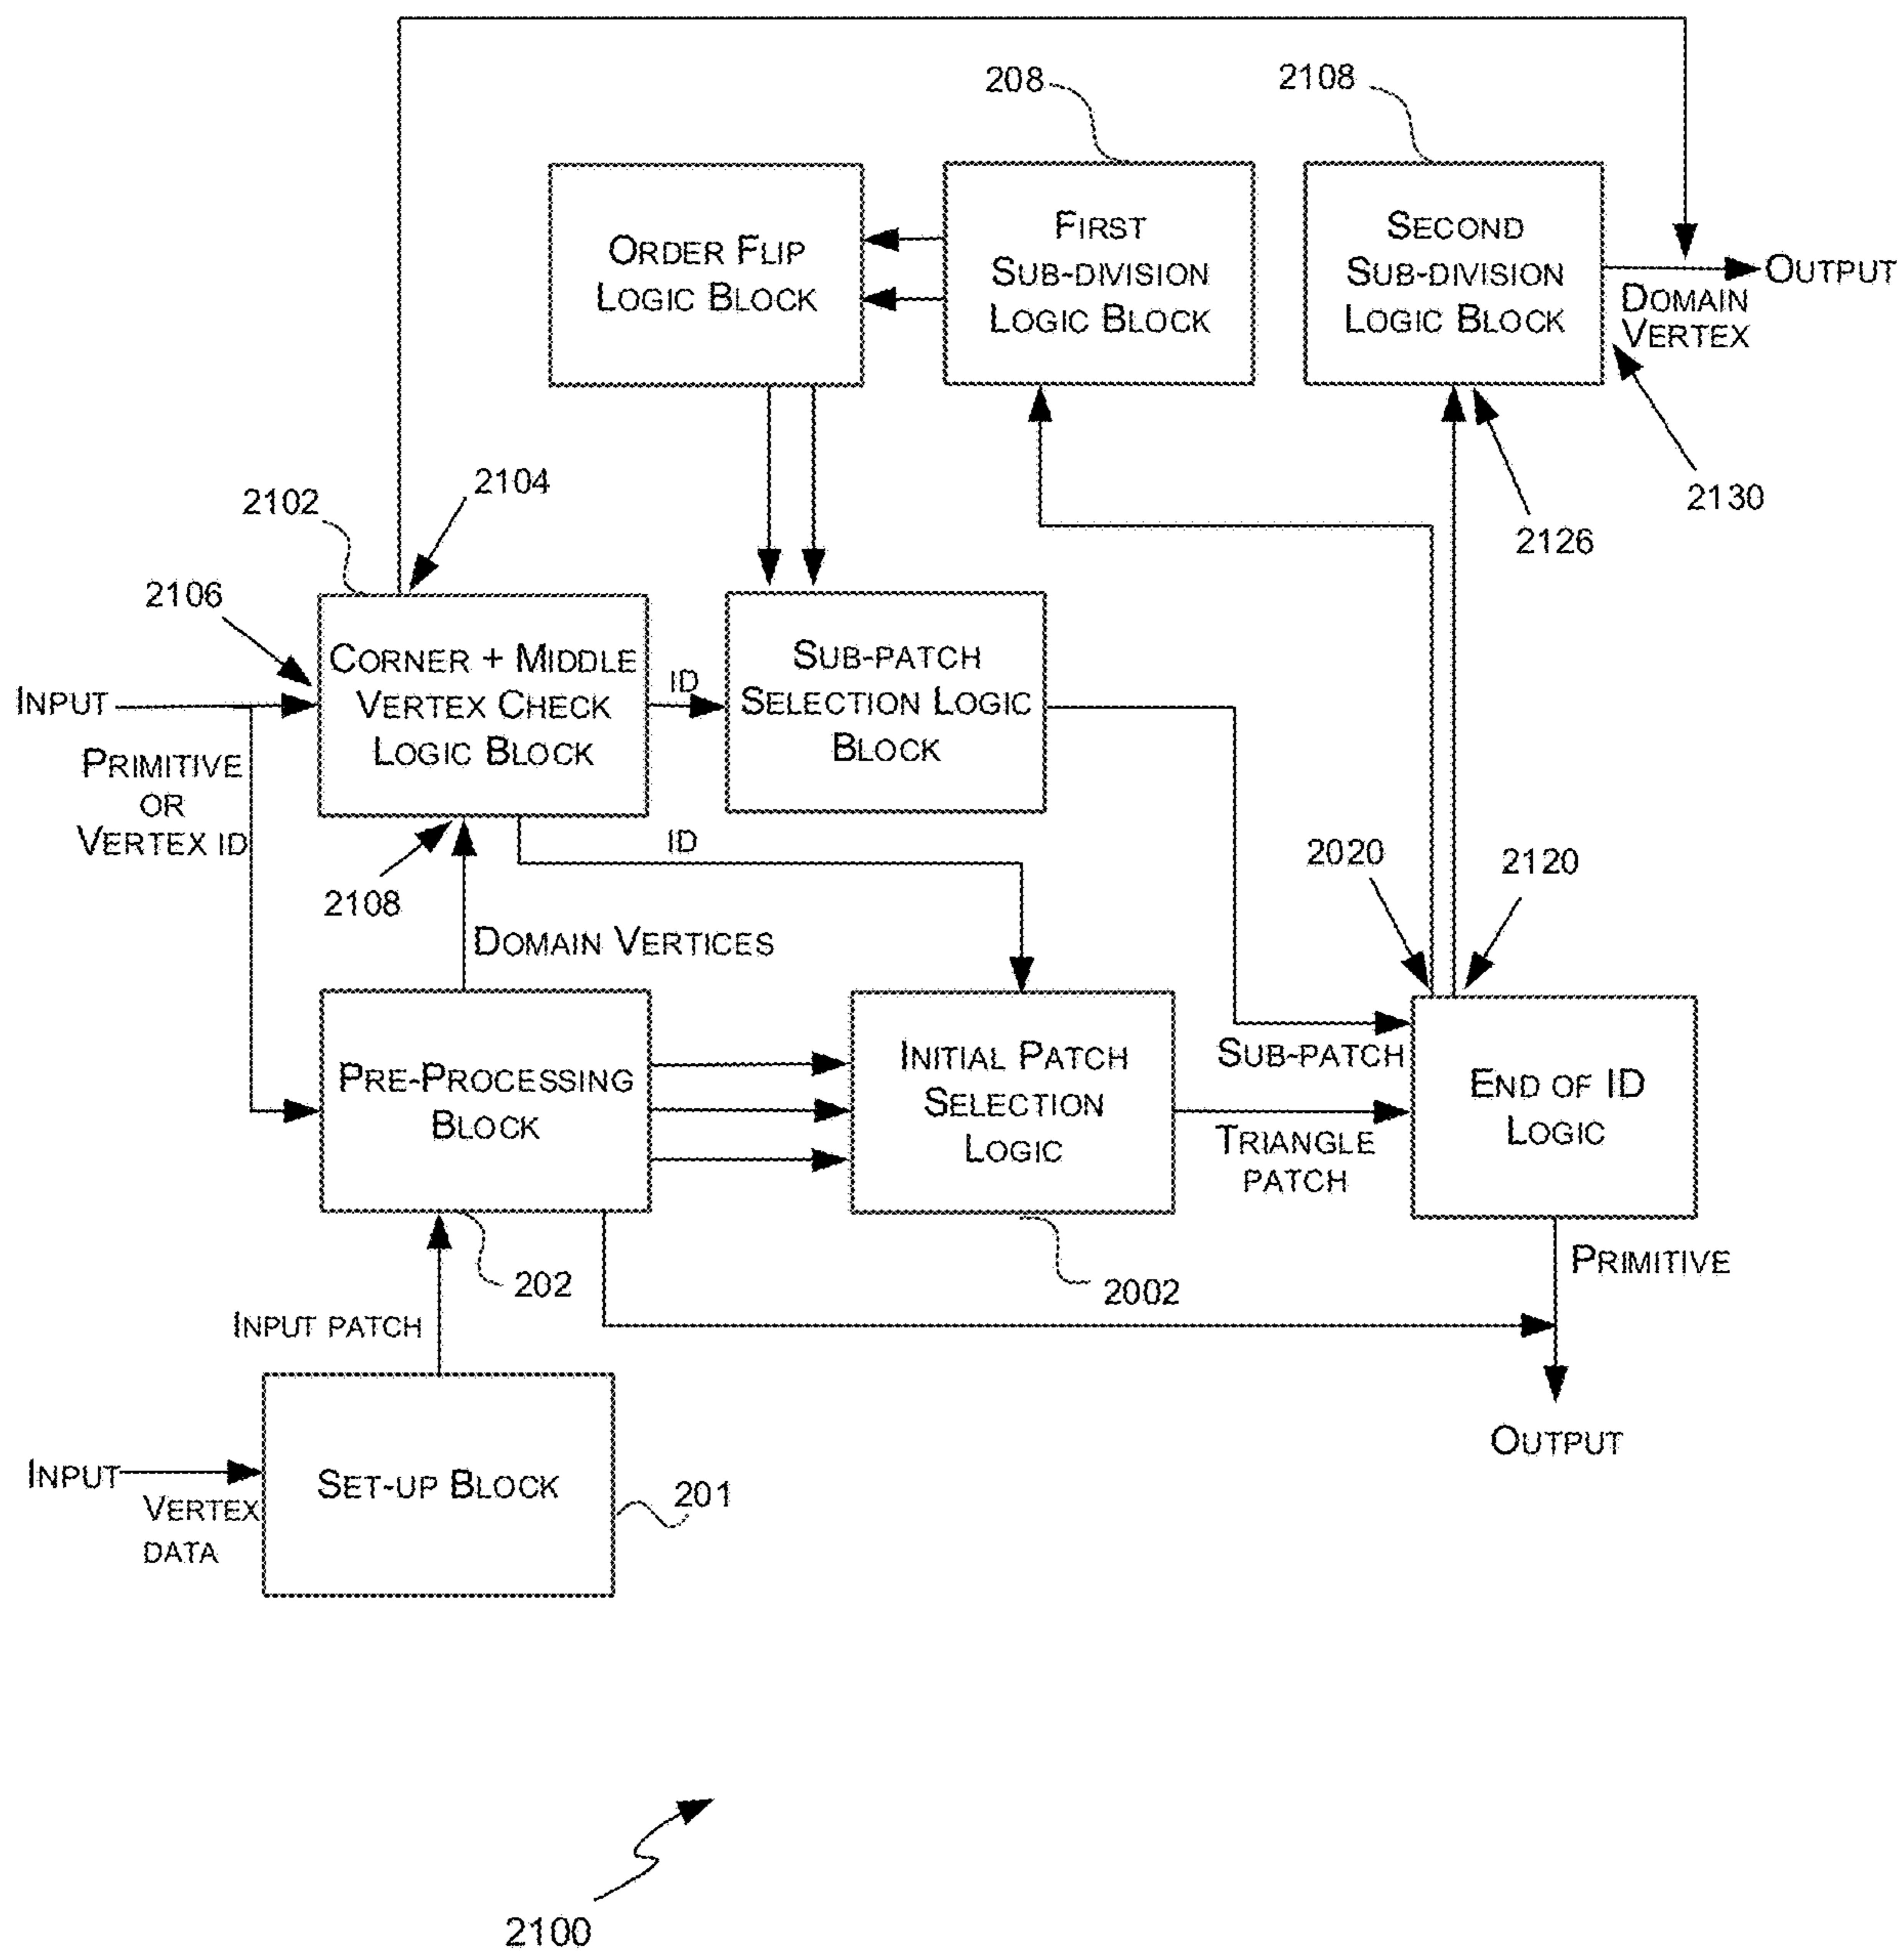 208
2108
ORDER FLIP
LOGIC BLOCK
FIRST
SUB-DIVISION
LOGIC BLOCK
SECOND
SUB-DIVISION
LOGIC BLOCK
OUTPUT
DOMAIN
VERTEX
2130
2126
2104
2102
2106
INPUT
PRIMITIVE
OR
VERTEX ID
CORNER + MIDDLE
VERTEX CHECK
LOGIC BLOCK
ID
SUB-PATCH
SELECTION LOGIC
BLOCK
ID
2108
DOMAIN VERTICES
2020
2120
PRE-PROCESSING
BLOCK
INITIAL PATCH
SELECTION
LOGIC
SUB-PATCH
TRIANGLE
PATCH
END OF ID
LOGIC
202
2002
PRIMITIVE
INPUT PATCH
OUTPUT
INPUT
VERTEX
DATA
SET-UP BLOCK
201
2100